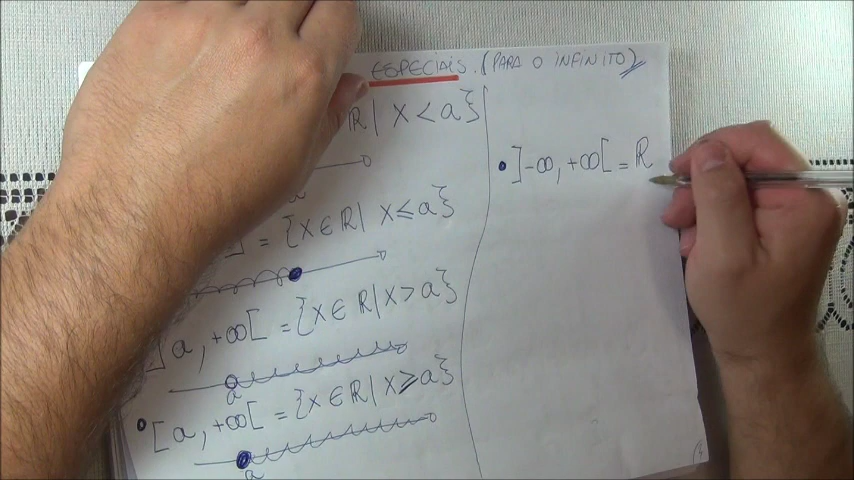 ESPECIAIS. (PARA O INFINITO)
ℝ | X < a}
] = {X ∈ ℝ | X ≤ a}
]a, +∞[ = {X ∈ ℝ | X > a}
a
[a, +∞[ = {X ∈ ℝ | X ≥ a}
a
]-∞, +∞[ = ℝ